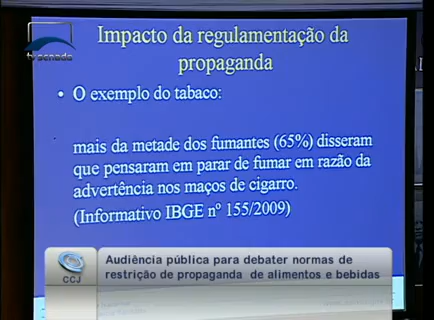 Impacto da regulamentação da
propaganda
tv senado
• O exemplo do tabaco:
mais da metade dos fumantes (65%) disseram
que pensaram em parar de fumar em razão da
advertência nos maços de cigarro.
(Informativo IBGE nº 155/2009)
CCJ
Audiência pública para debater normas de
restrição de propaganda de alimentos e bebidas